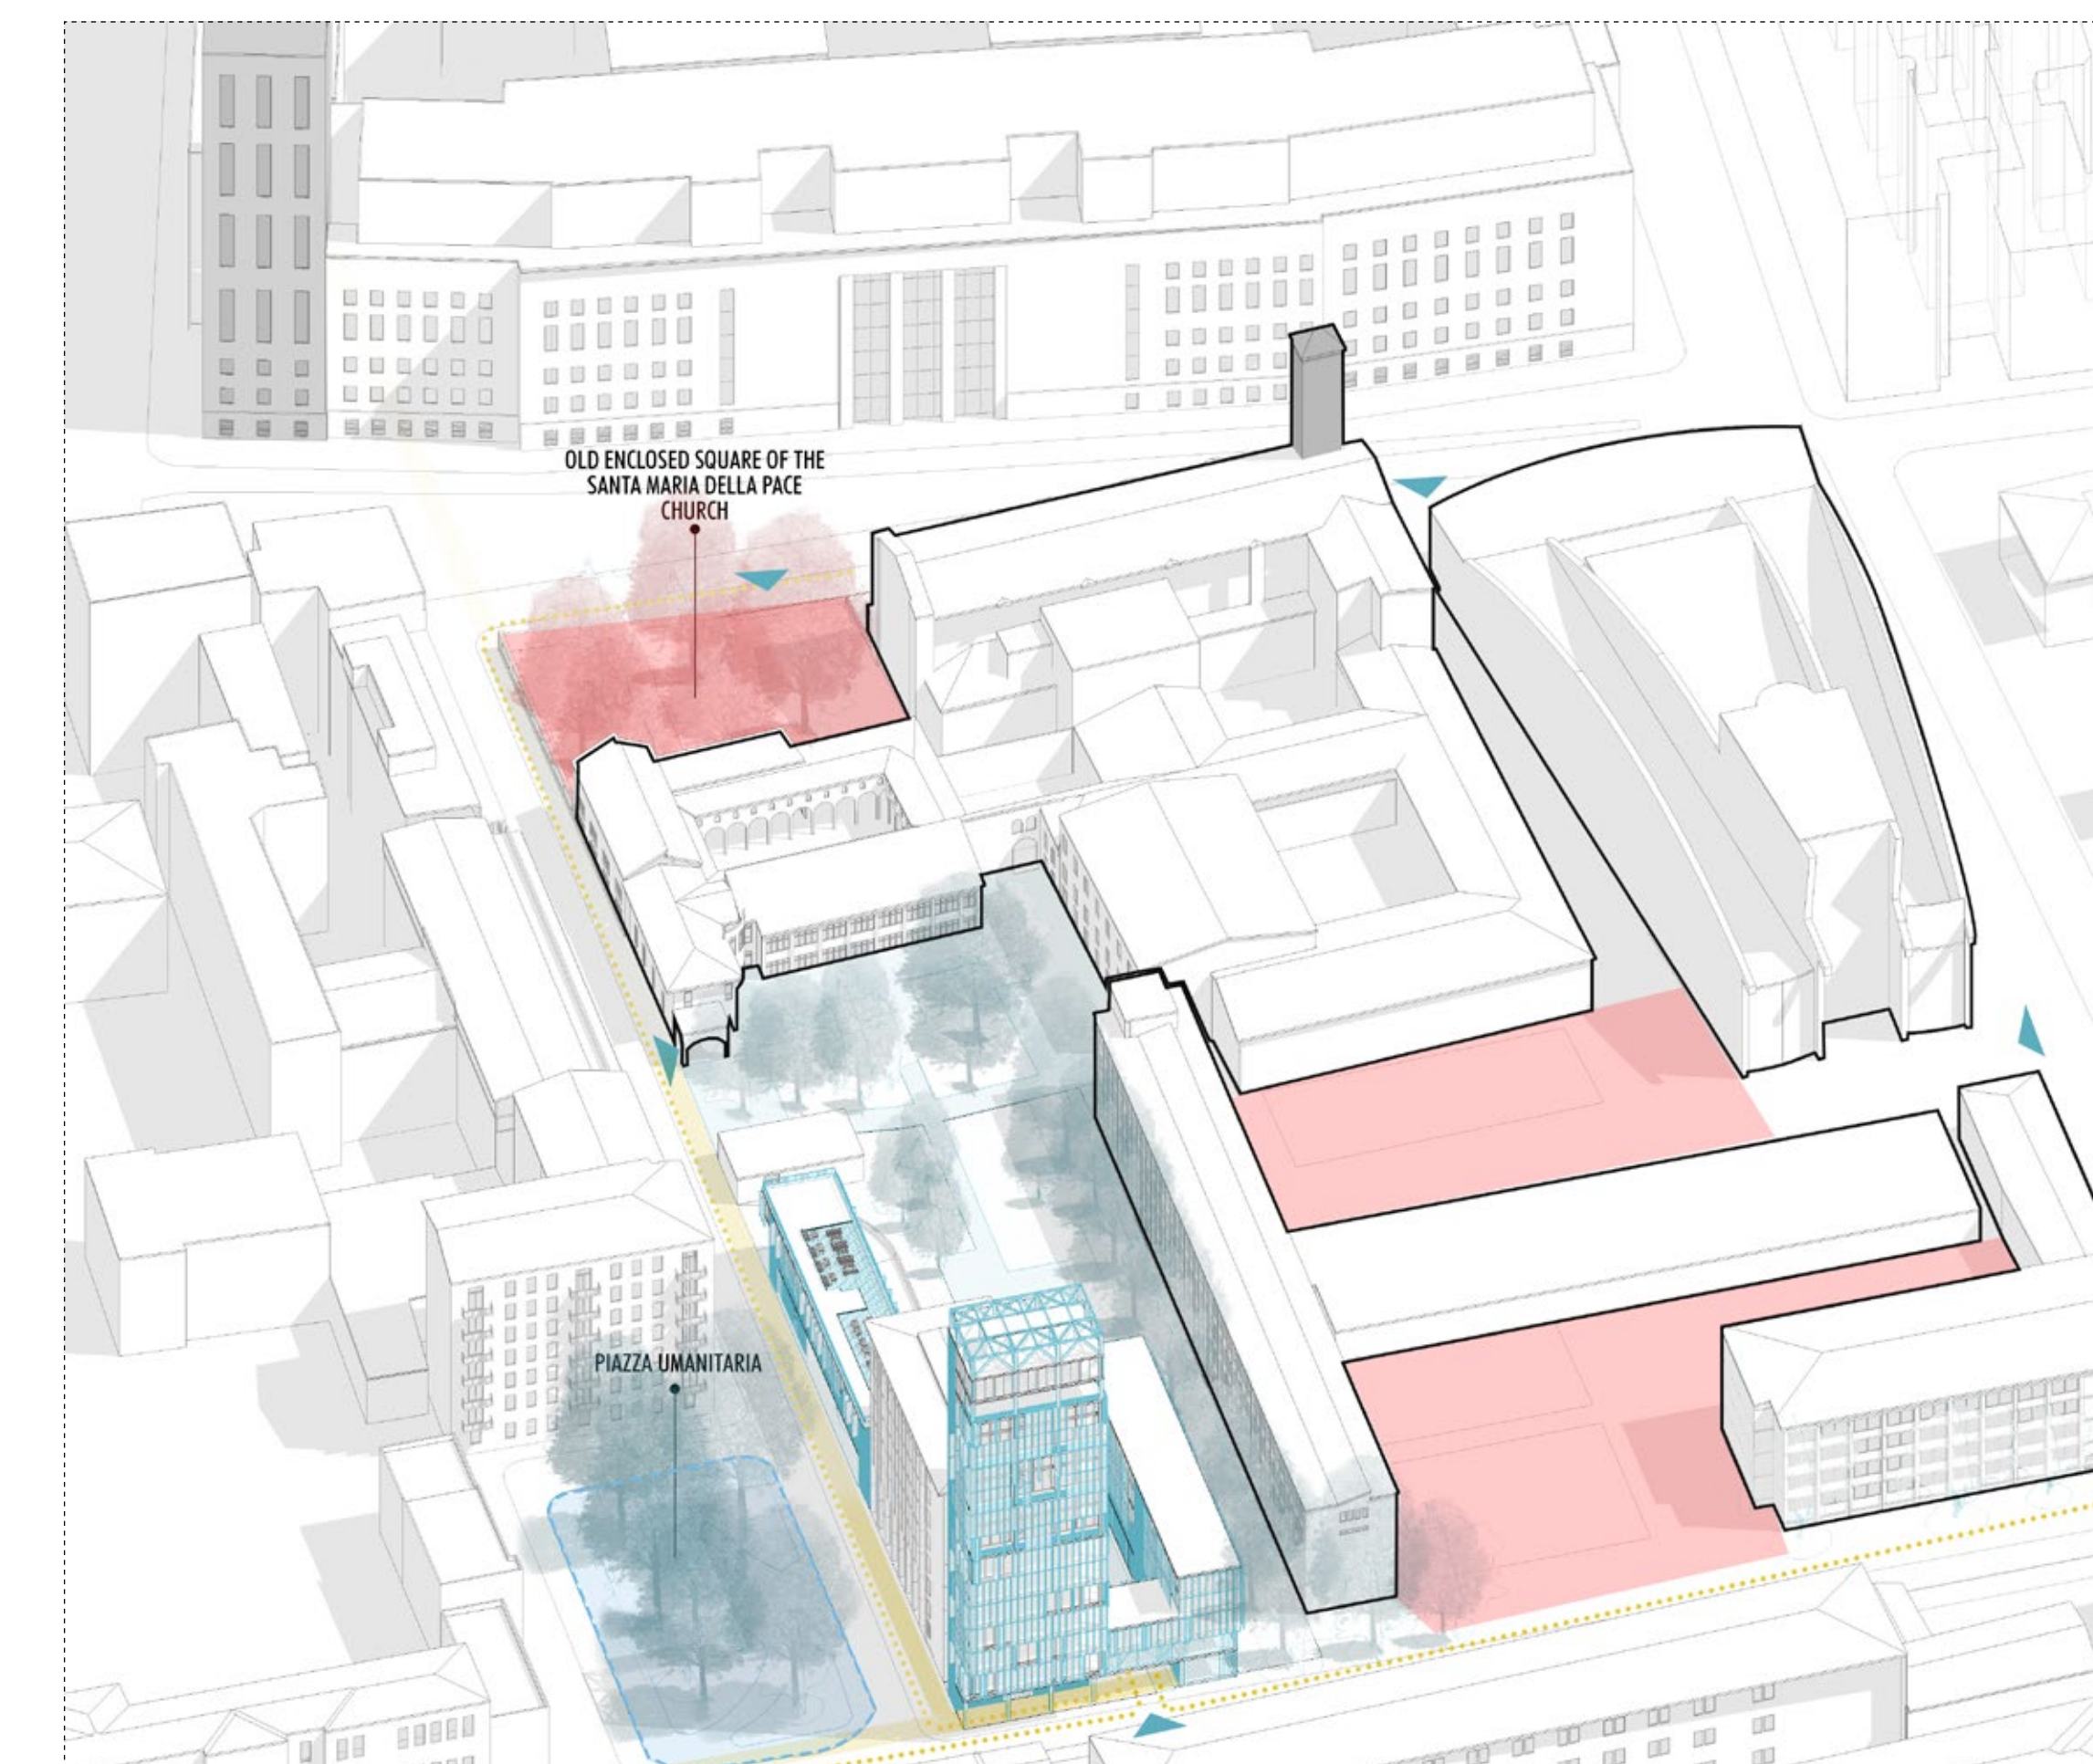 OLD ENCLOSED SQUARE OF THE
SANTA MARIA DELLA PACE
CHURCH
PIAZZA UMANITARIA